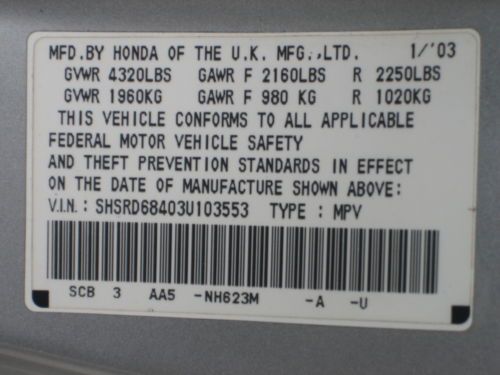 MFD.BY HONDA OF THE U.K. MFG.,LTD. 1/'03
GVWR 4320LBS GAWR F 2160LBS R 2250LBS
GVWR 1960KG GAWR F 980 KG R 1020KG
THIS VEHICLE CONFORMS TO ALL APPLICABLE
FEDERAL MOTOR VEHICLE SAFETY
AND THEFT PREVENTION STANDARDS IN EFFECT
ON THE DATE OF MANUFACTURE SHOWN ABOVE:
V.I.N.: SHSRD68403U103553 TYPE : MPV
SCB 3 AA5 -NH623M -A -U